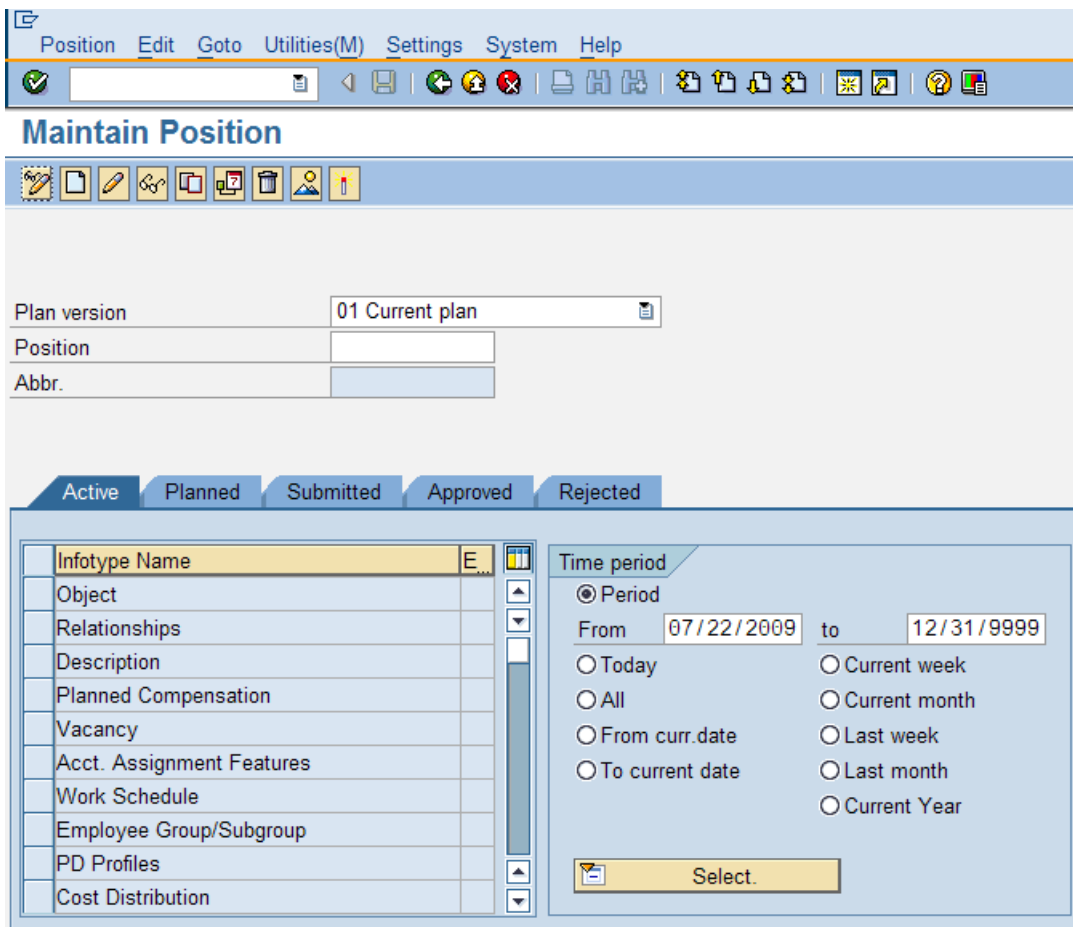 Position Edit Goto Utilities(M) Settings System Help
Maintain Position
Plan version 01 Current plan
Position
Abbr.
Active Planned Submitted Approved Rejected
Infotype Name E...
Object
Relationships
Description
Planned Compensation
Vacancy
Acct. Assignment Features
Work Schedule
Employee Group/Subgroup
PD Profiles
Cost Distribution
Time period
Period
From 07/22/2009 to 12/31/9999
Today Current week
All Current month
From curr.date Last week
To current date Last month
Current Year
Select.